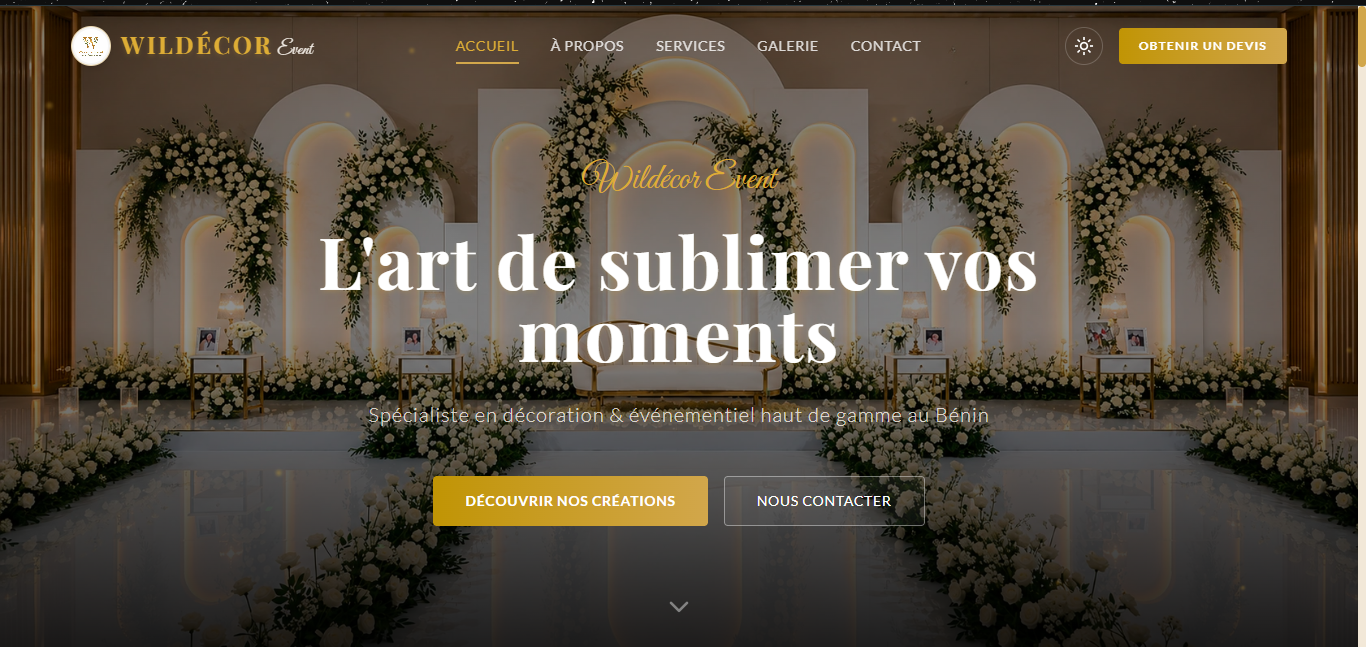 WILDÉCOR Event
ACCUEIL
À PROPOS
SERVICES
GALERIE
CONTACT
OBTENIR UN DEVIS
Wildécor Event
L'art de sublimer vos
moments
Spécialiste en décoration & événementiel haut de gamme au Bénin
DÉCOUVRIR NOS CRÉATIONS
NOUS CONTACTER